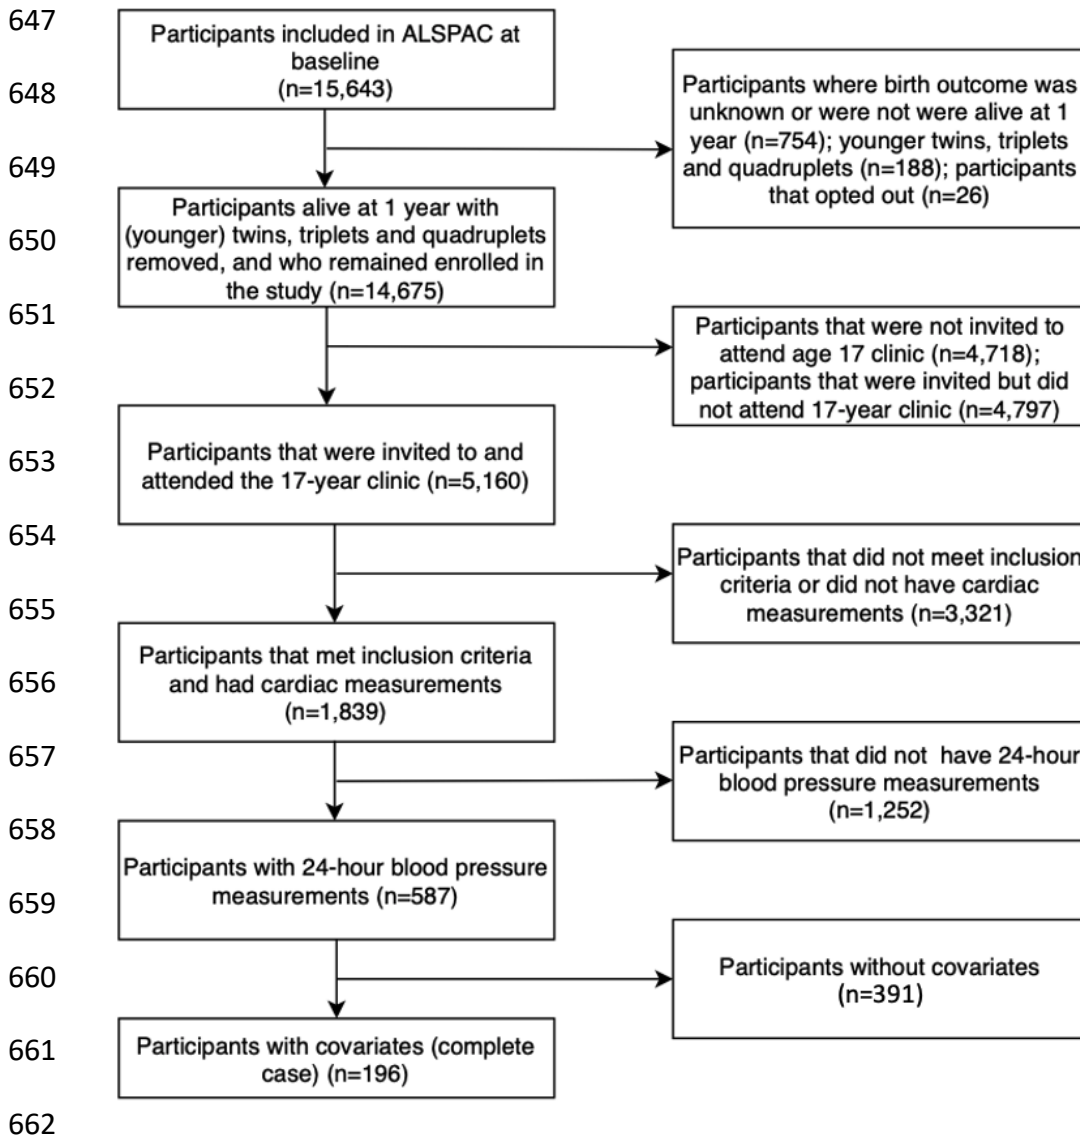 647
Participants included in ALSPAC at
baseline
(n=15,643)
648
Participants where birth outcome was
unknown or were not were alive at 1
year (n=754); younger twins, triplets
and quadruplets (n=188); participants
that opted out (n=26)
649
Participants alive at 1 year with
(younger) twins, triplets and quadruplets
removed, and who remained enrolled in
the study (n=14,675)
650
651
Participants that were not invited to
attend age 17 clinic (n=4,718);
participants that were invited but did
not attend 17-year clinic (n=4,797)
652
Participants that were invited to and
attended the 17-year clinic (n=5,160)
653
654
Participants that did not meet inclusion
criteria or did not have cardiac
measurements (n=3,321)
655
Participants that met inclusion criteria
and had cardiac measurements
(n=1,839)
656
657
Participants that did not  have 24-hour
blood pressure measurements
(n=1,252)
658
Participants with 24-hour blood pressure
measurements (n=587)
659
660
Participants without covariates
(n=391)
661
Participants with covariates (complete
case) (n=196)
662